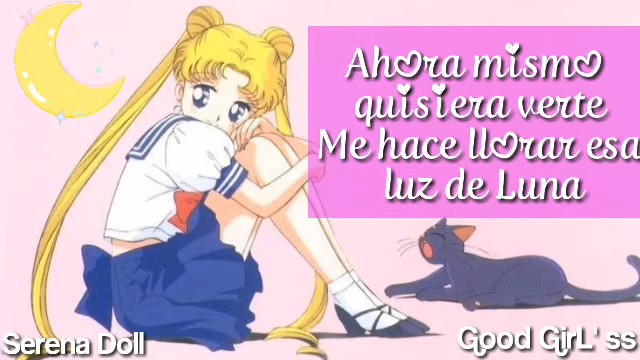 Ahora mismo
quisiera verte
Me hace llorar esa
luz de Luna
Serena Doll
Good GirL' ss